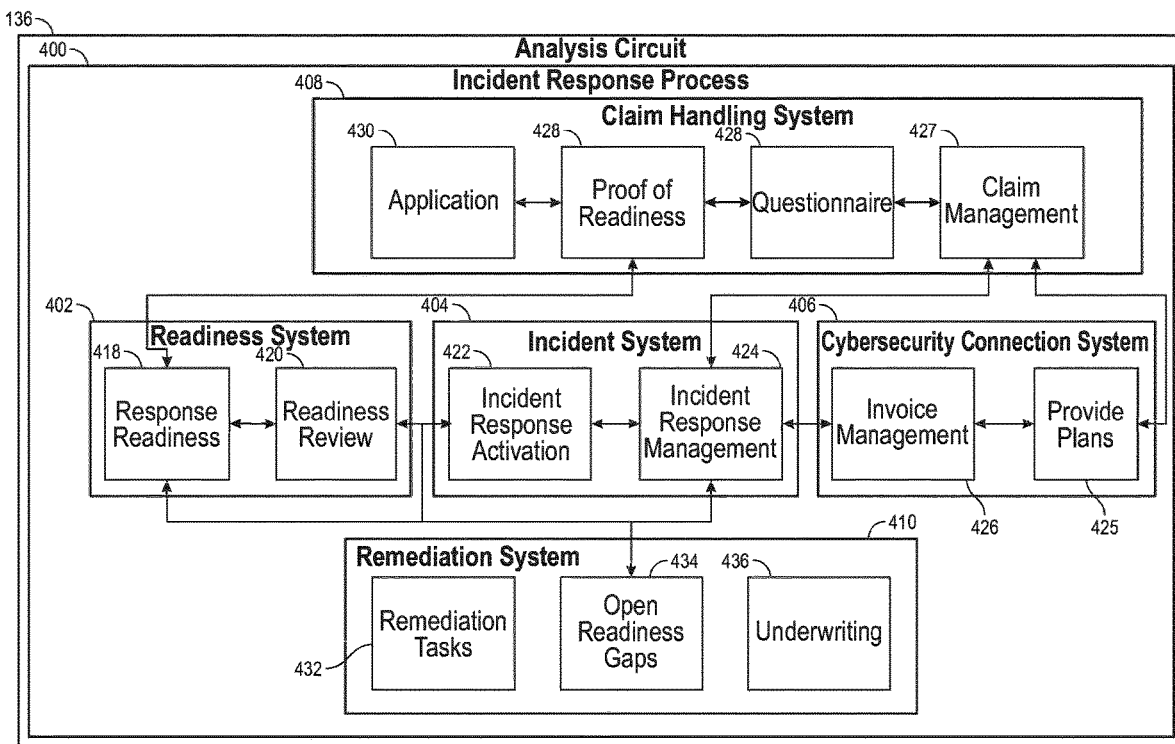 136
Analysis Circuit
400
Incident Response Process
408
Claim Handling System
430
428
428
427
Application
Proof of
Readiness
Questionnaire
Claim
Management
402
Readiness System
418
420
Response
Readiness
Readiness
Review
404
Incident System
422
424
Incident
Response
Activation
Incident
Response
Management
406
Cybersecurity Connection System
Invoice
Management
Provide
Plans
426
425
410
Remediation System
434
436
Remediation
Tasks
432
Open
Readiness
Gaps
Underwriting